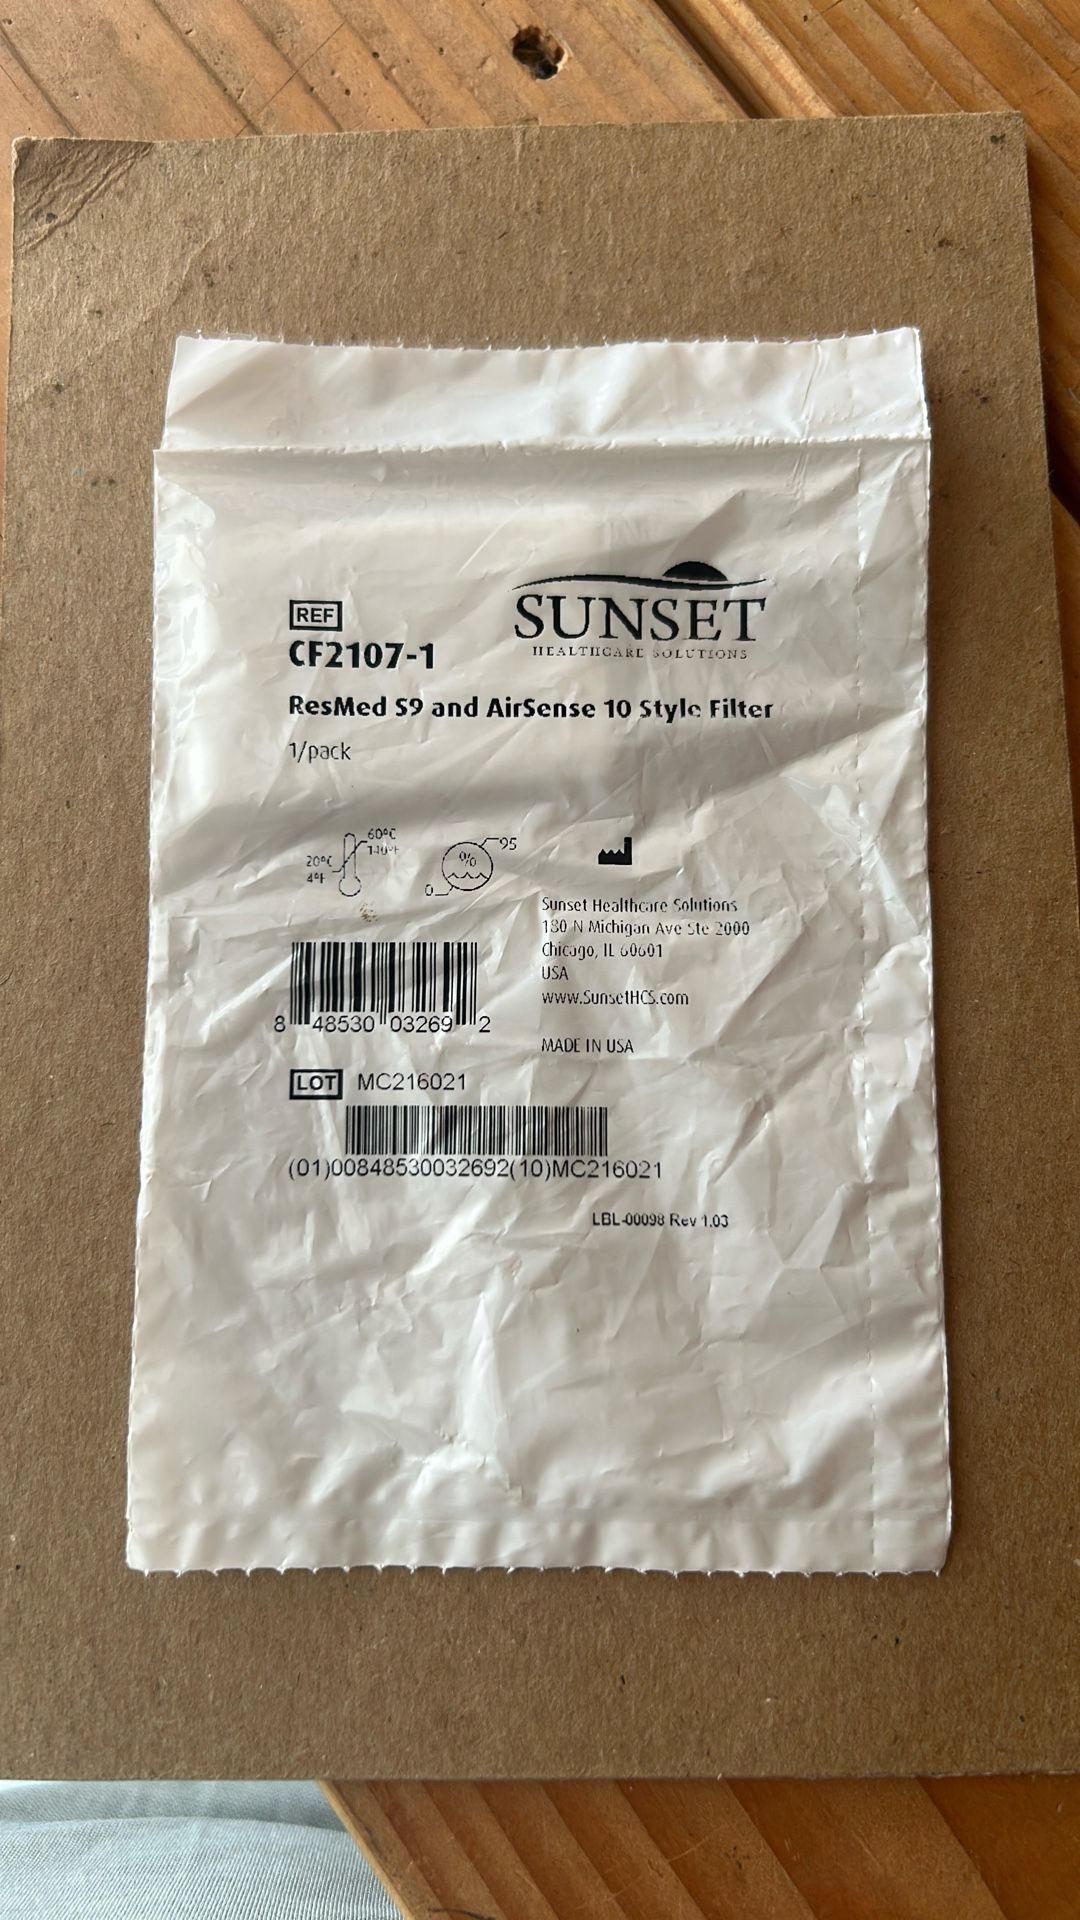 SUNSET
HEALTHCARE SOLUTIONS
REF
CF2107-1
ResMed S9 and AirSense 10 Style Filter
1/pack
60°C
140°F
20°C
4°F
%
95
0
Sunset Healthcare Solutions
180 N Michigan Ave Ste 2000
Chicago, IL 60601
USA
www.SunsetHCS.com
MADE IN USA
8 48530 03269 2
LOT MC216021
(01)00848530032692(10)MC216021
LBL-00098 Rev 1.03